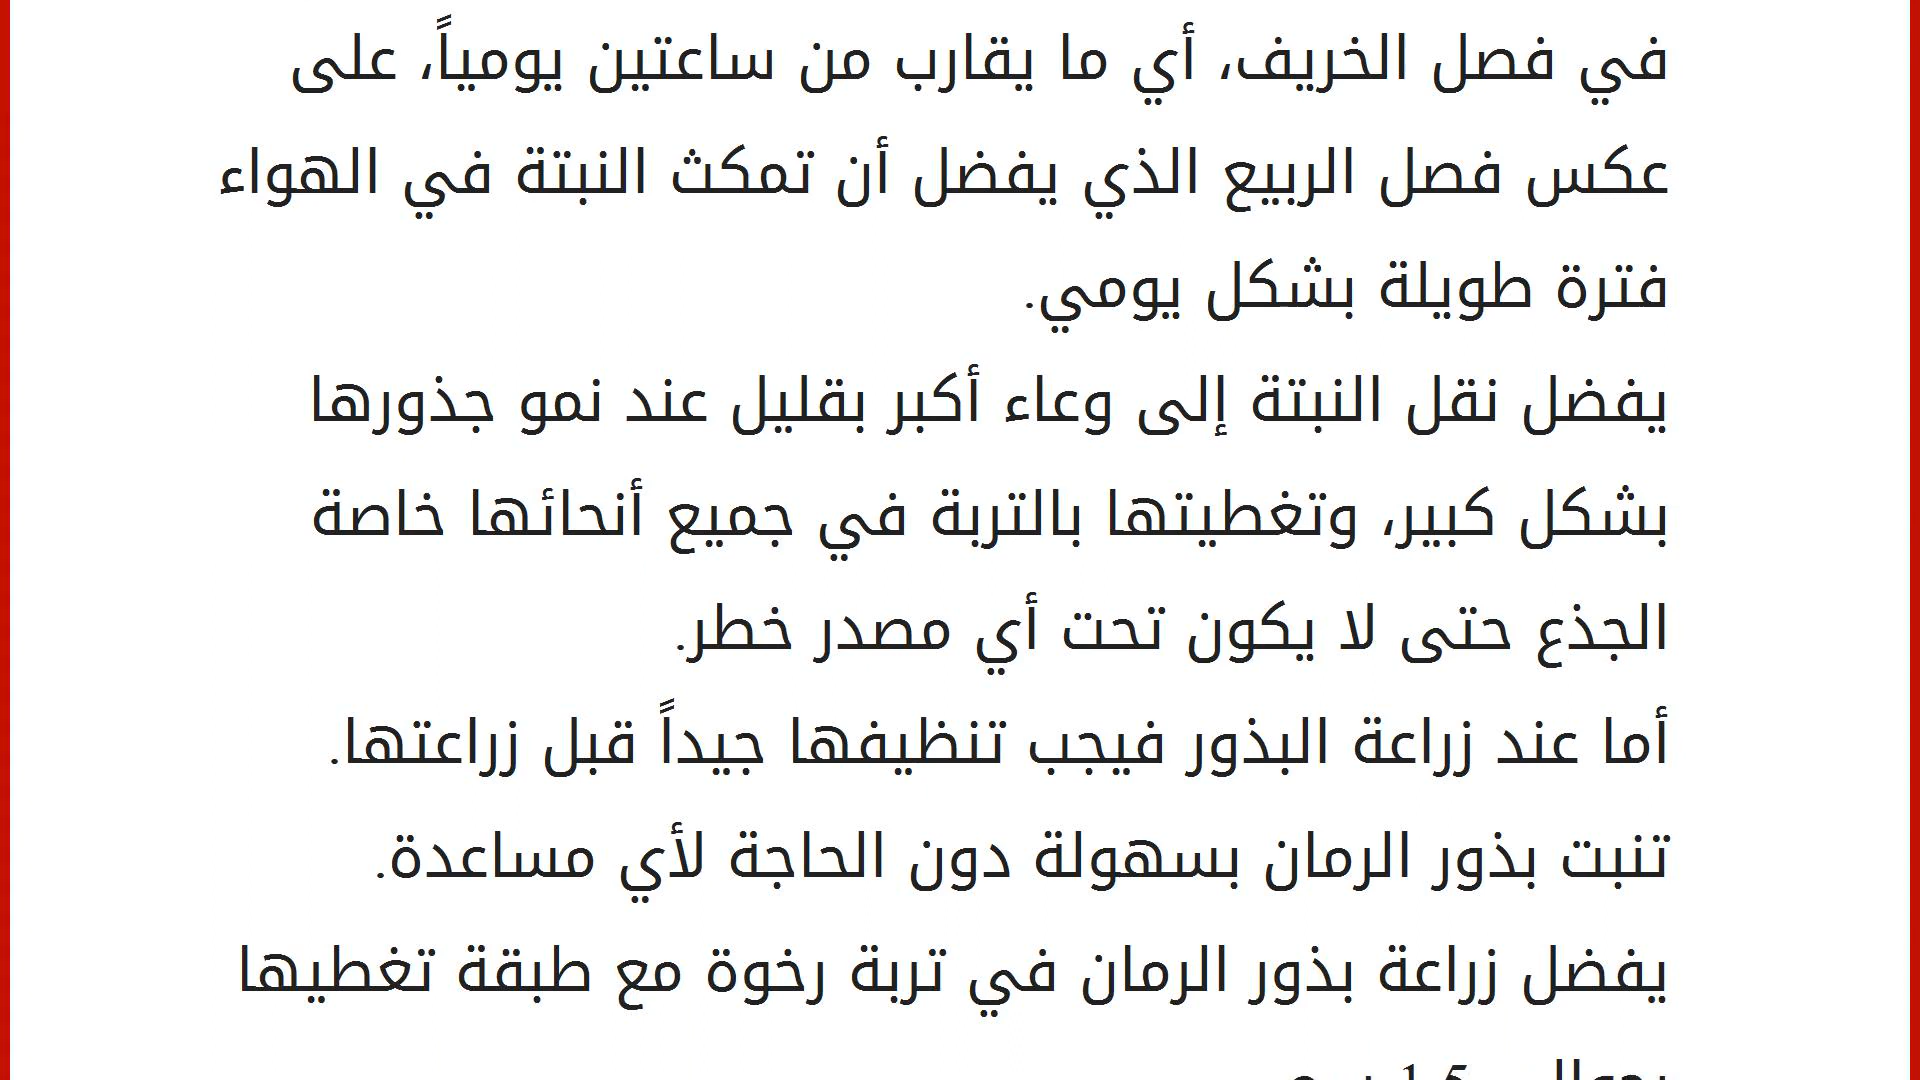 في فصل الخريف، أي ما يقارب من ساعتين يومياً، على
عكس فصل الربيع الذي يفضل أن تمكث النبتة في الهواء
فترة طويلة بشكل يومي.
يفضل نقل النبتة إلى وعاء أكبر بقليل عند نمو جذورها
بشكل كبير، وتغطيتها بالتربة في جميع أنحائها خاصة
الجذع حتى لا يكون تحت أي مصدر خطر.
أما عند زراعة البذور فيجب تنظيفها جيداً قبل زراعتها.
تنبت بذور الرمان بسهولة دون الحاجة لأي مساعدة.
يفضل زراعة بذور الرمان في تربة رخوة مع طبقة تغطيها